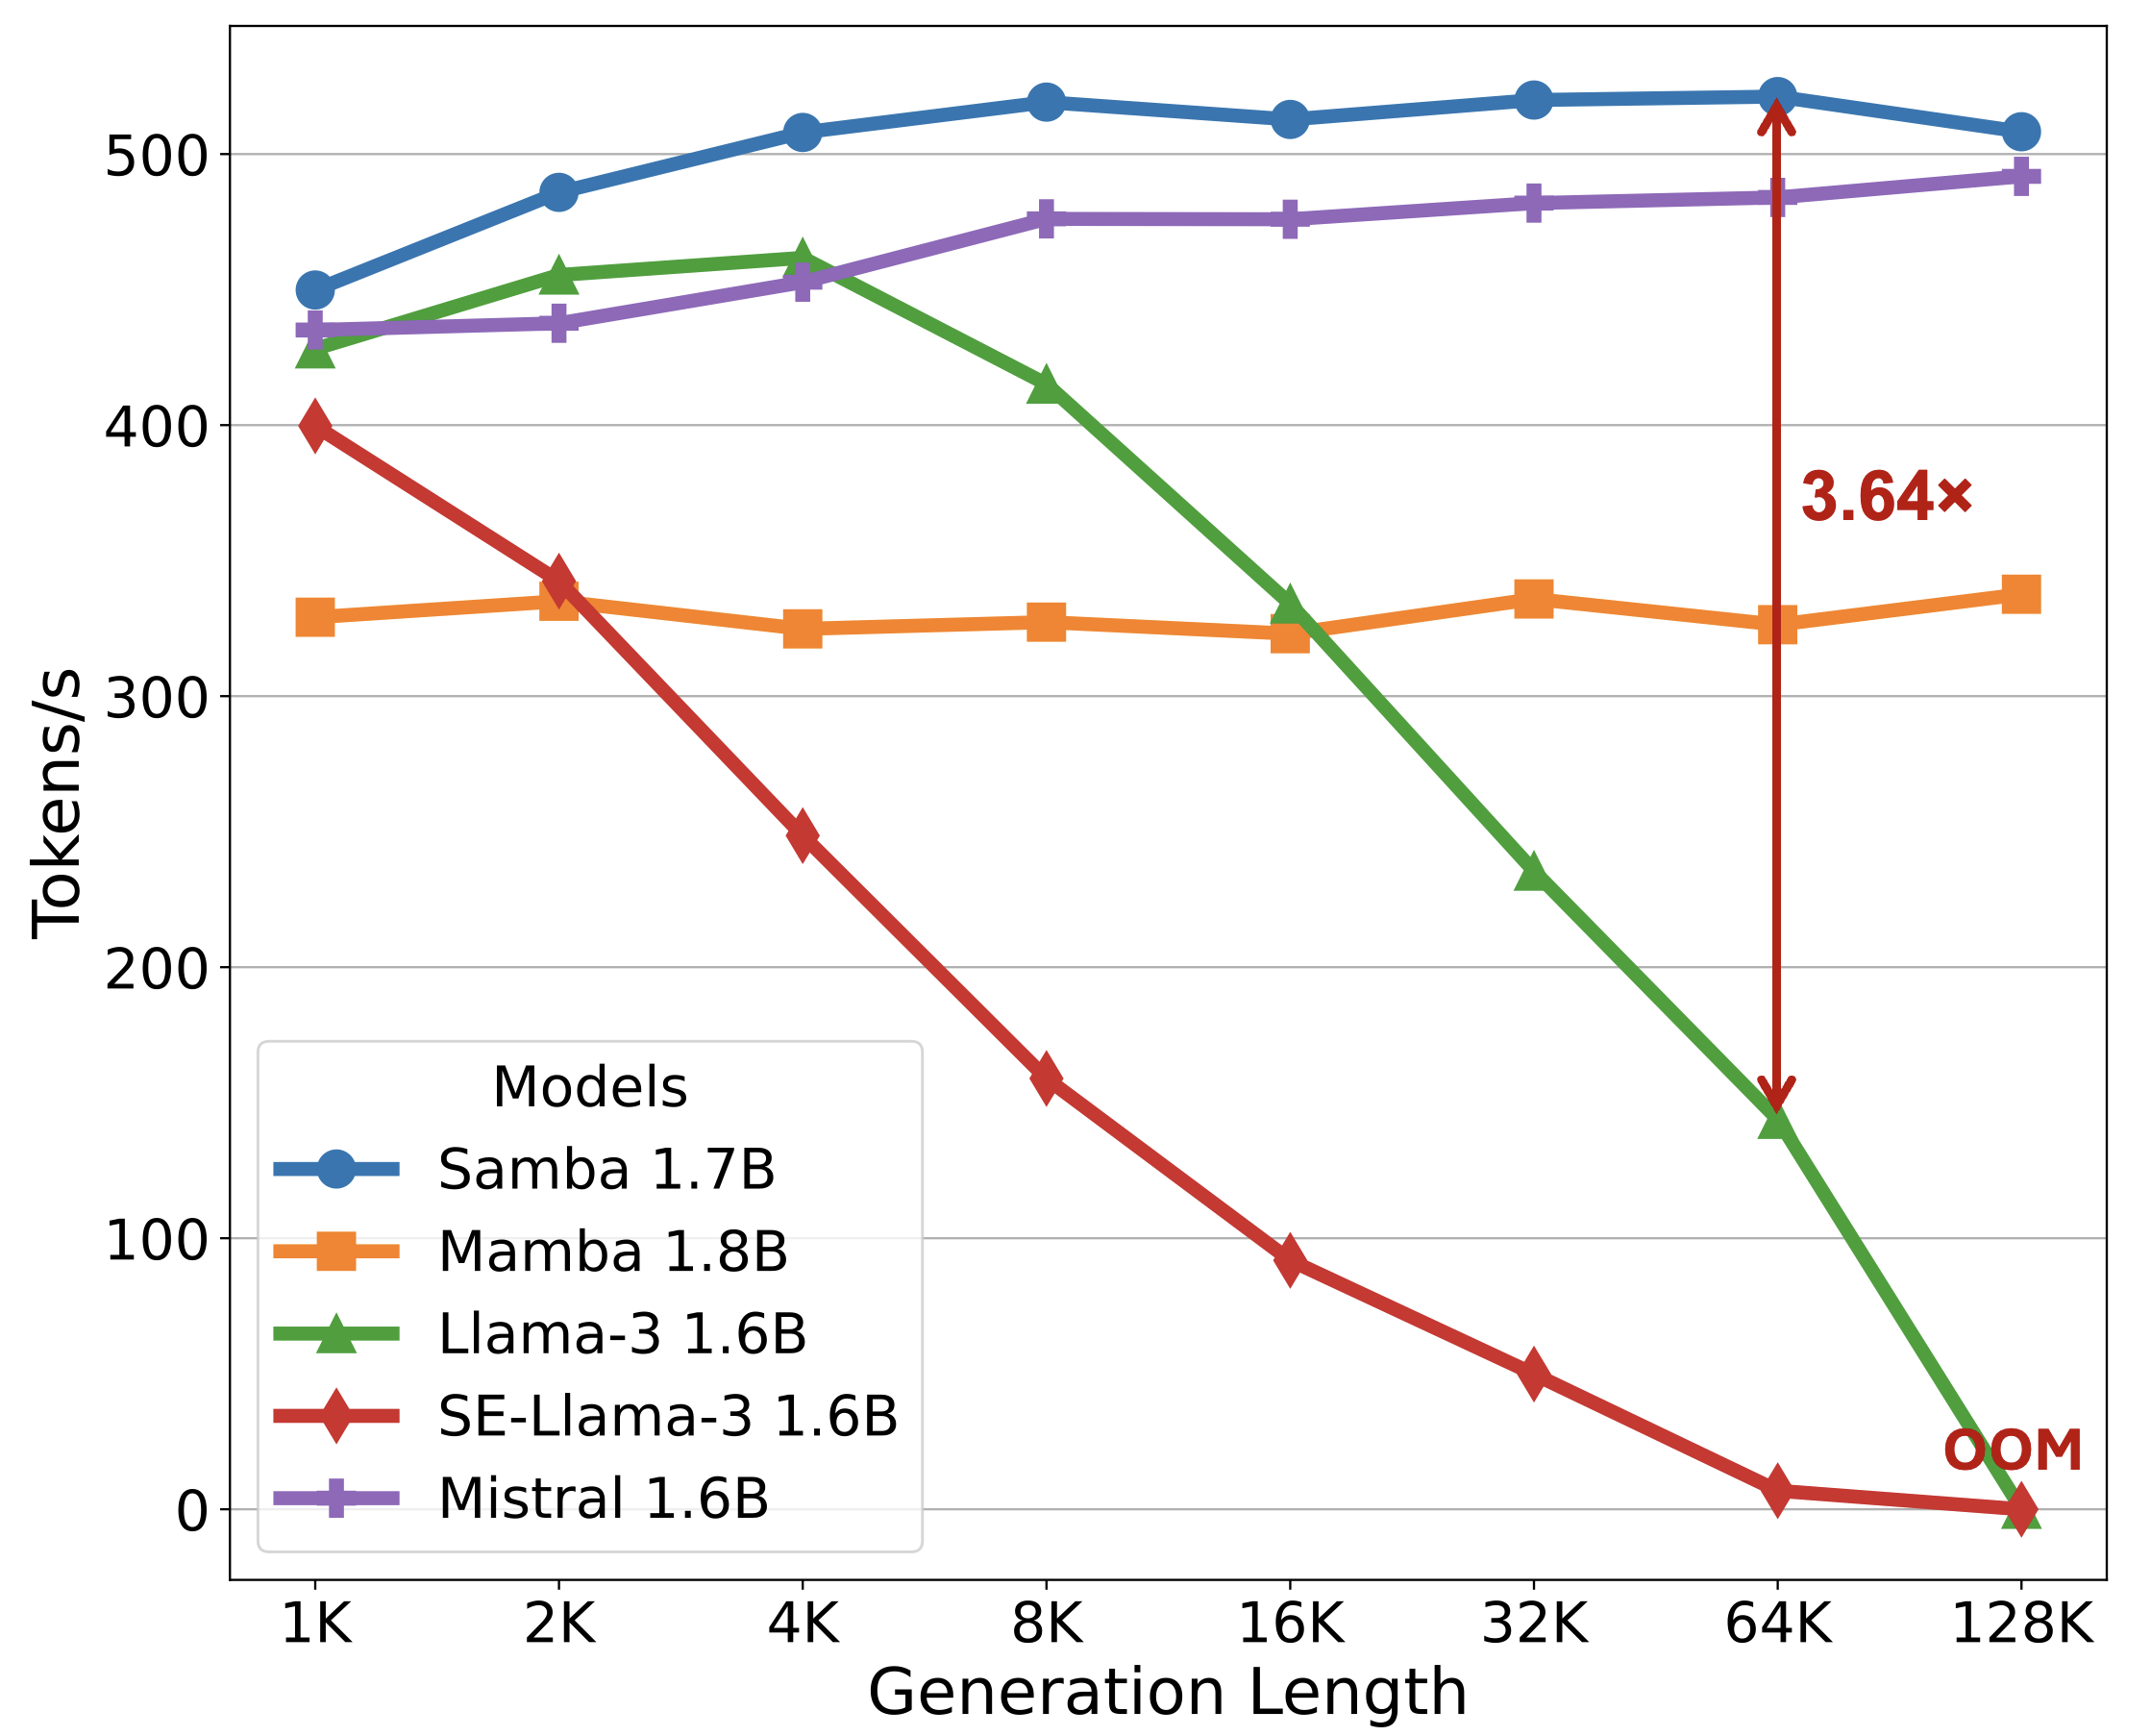 500
400
300
200
100
0
Tokens/s
3.64×
OOM
Models
Samba 1.7B
Mamba 1.8B
Llama-3 1.6B
SE-Llama-3 1.6B
Mistral 1.6B
1K 2K 4K 8K 16K 32K 64K 128K
Generation Length